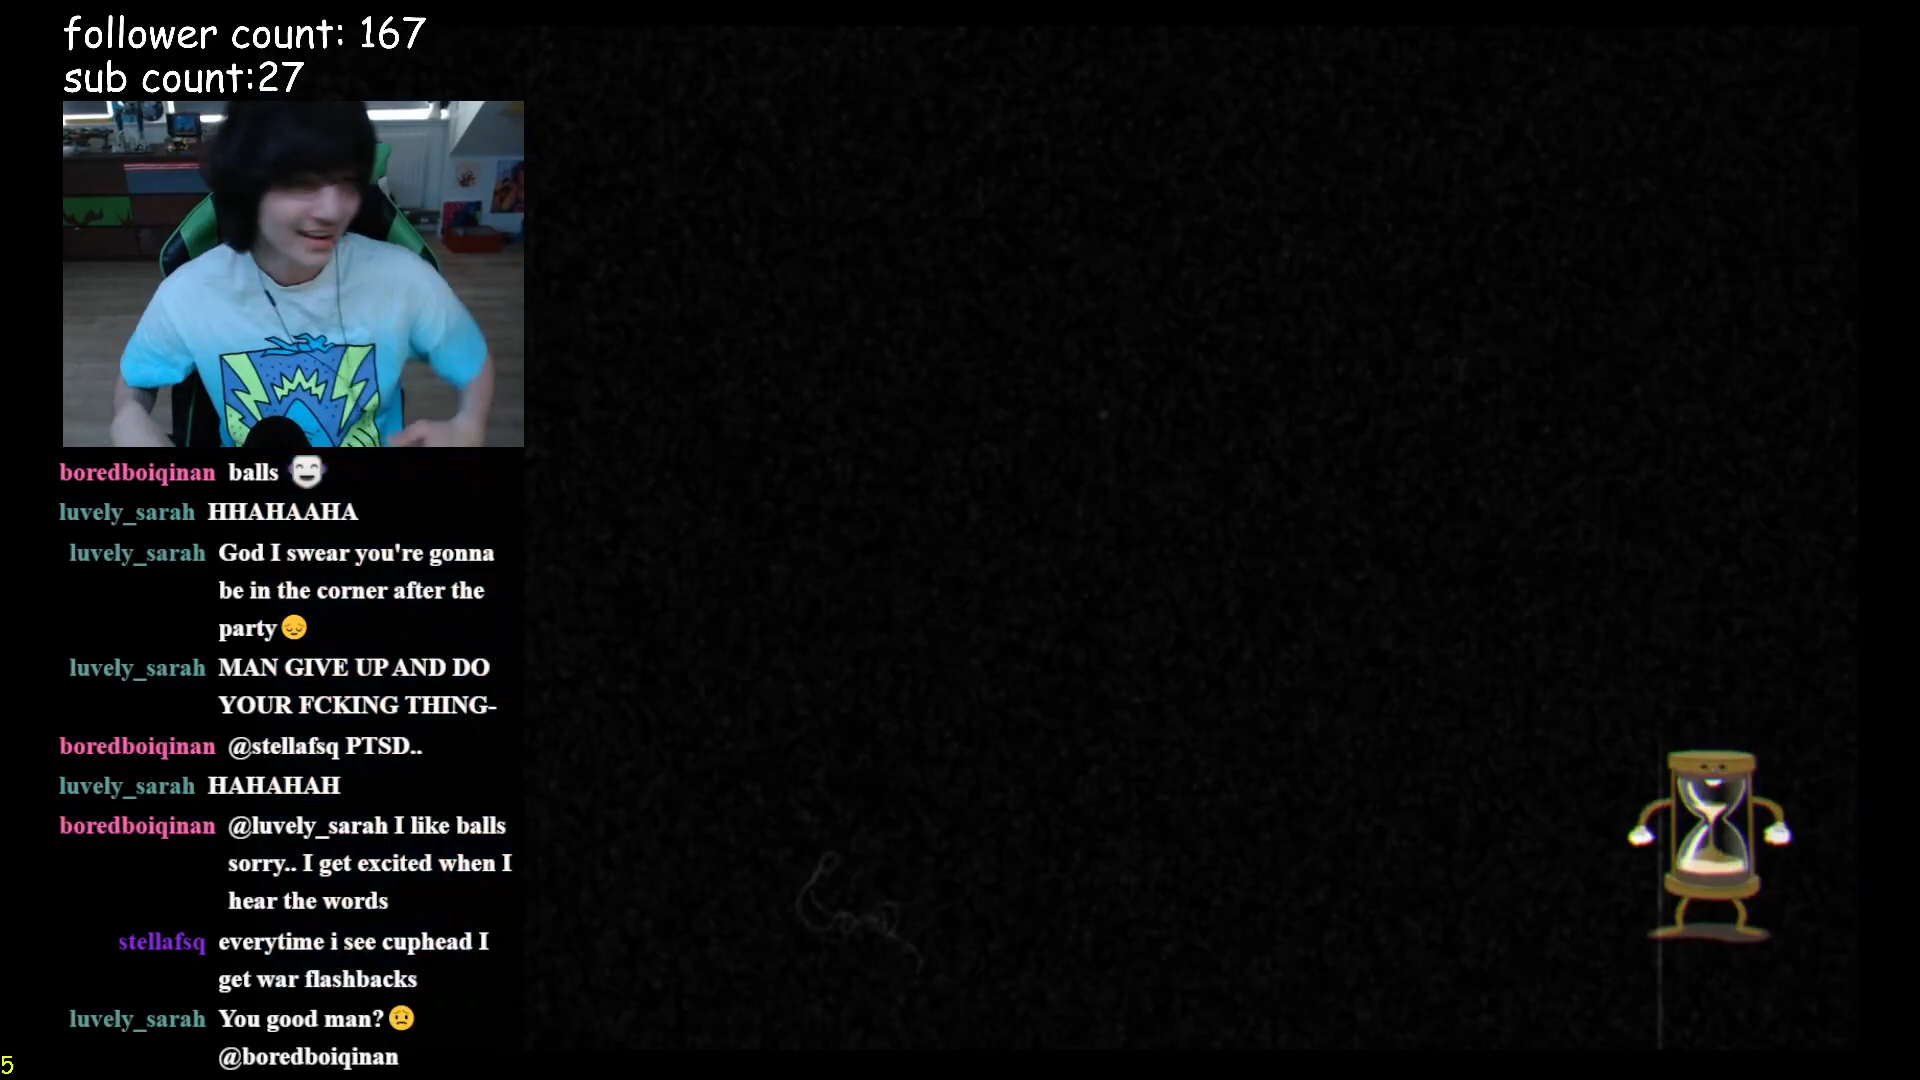 follower count: 167
sub count:27
boredboiqinan balls
luvely_sarah HHAHAAHA
luvely_sarah God I swear you're gonna
be in the corner after the
party
luvely_sarah MAN GIVE UP AND DO
YOUR FCKING THING-
boredboiqinan @stellafsq PTSD..
luvely_sarah HAHAHAH
boredboiqinan @luvely_sarah I like balls
sorry.. I get excited when I
hear the words
stellafsq everytime i see cuphead I
get war flashbacks
luvely_sarah You good man?
@boredboiqinan
5